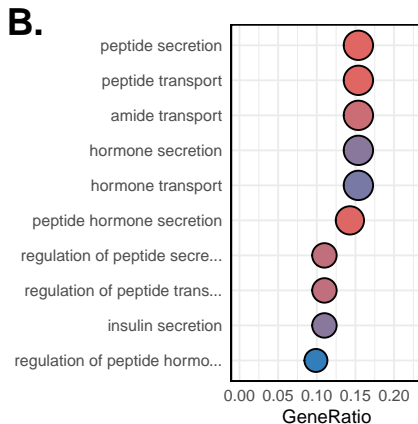 B.
peptide secretion
peptide transport
amide transport
hormone secretion
hormone transport
peptide hormone secretion
regulation of peptide secre...
regulation of peptide trans...
insulin secretion
regulation of peptide hormo...
0.00 0.05 0.10 0.15 0.20
GeneRatio